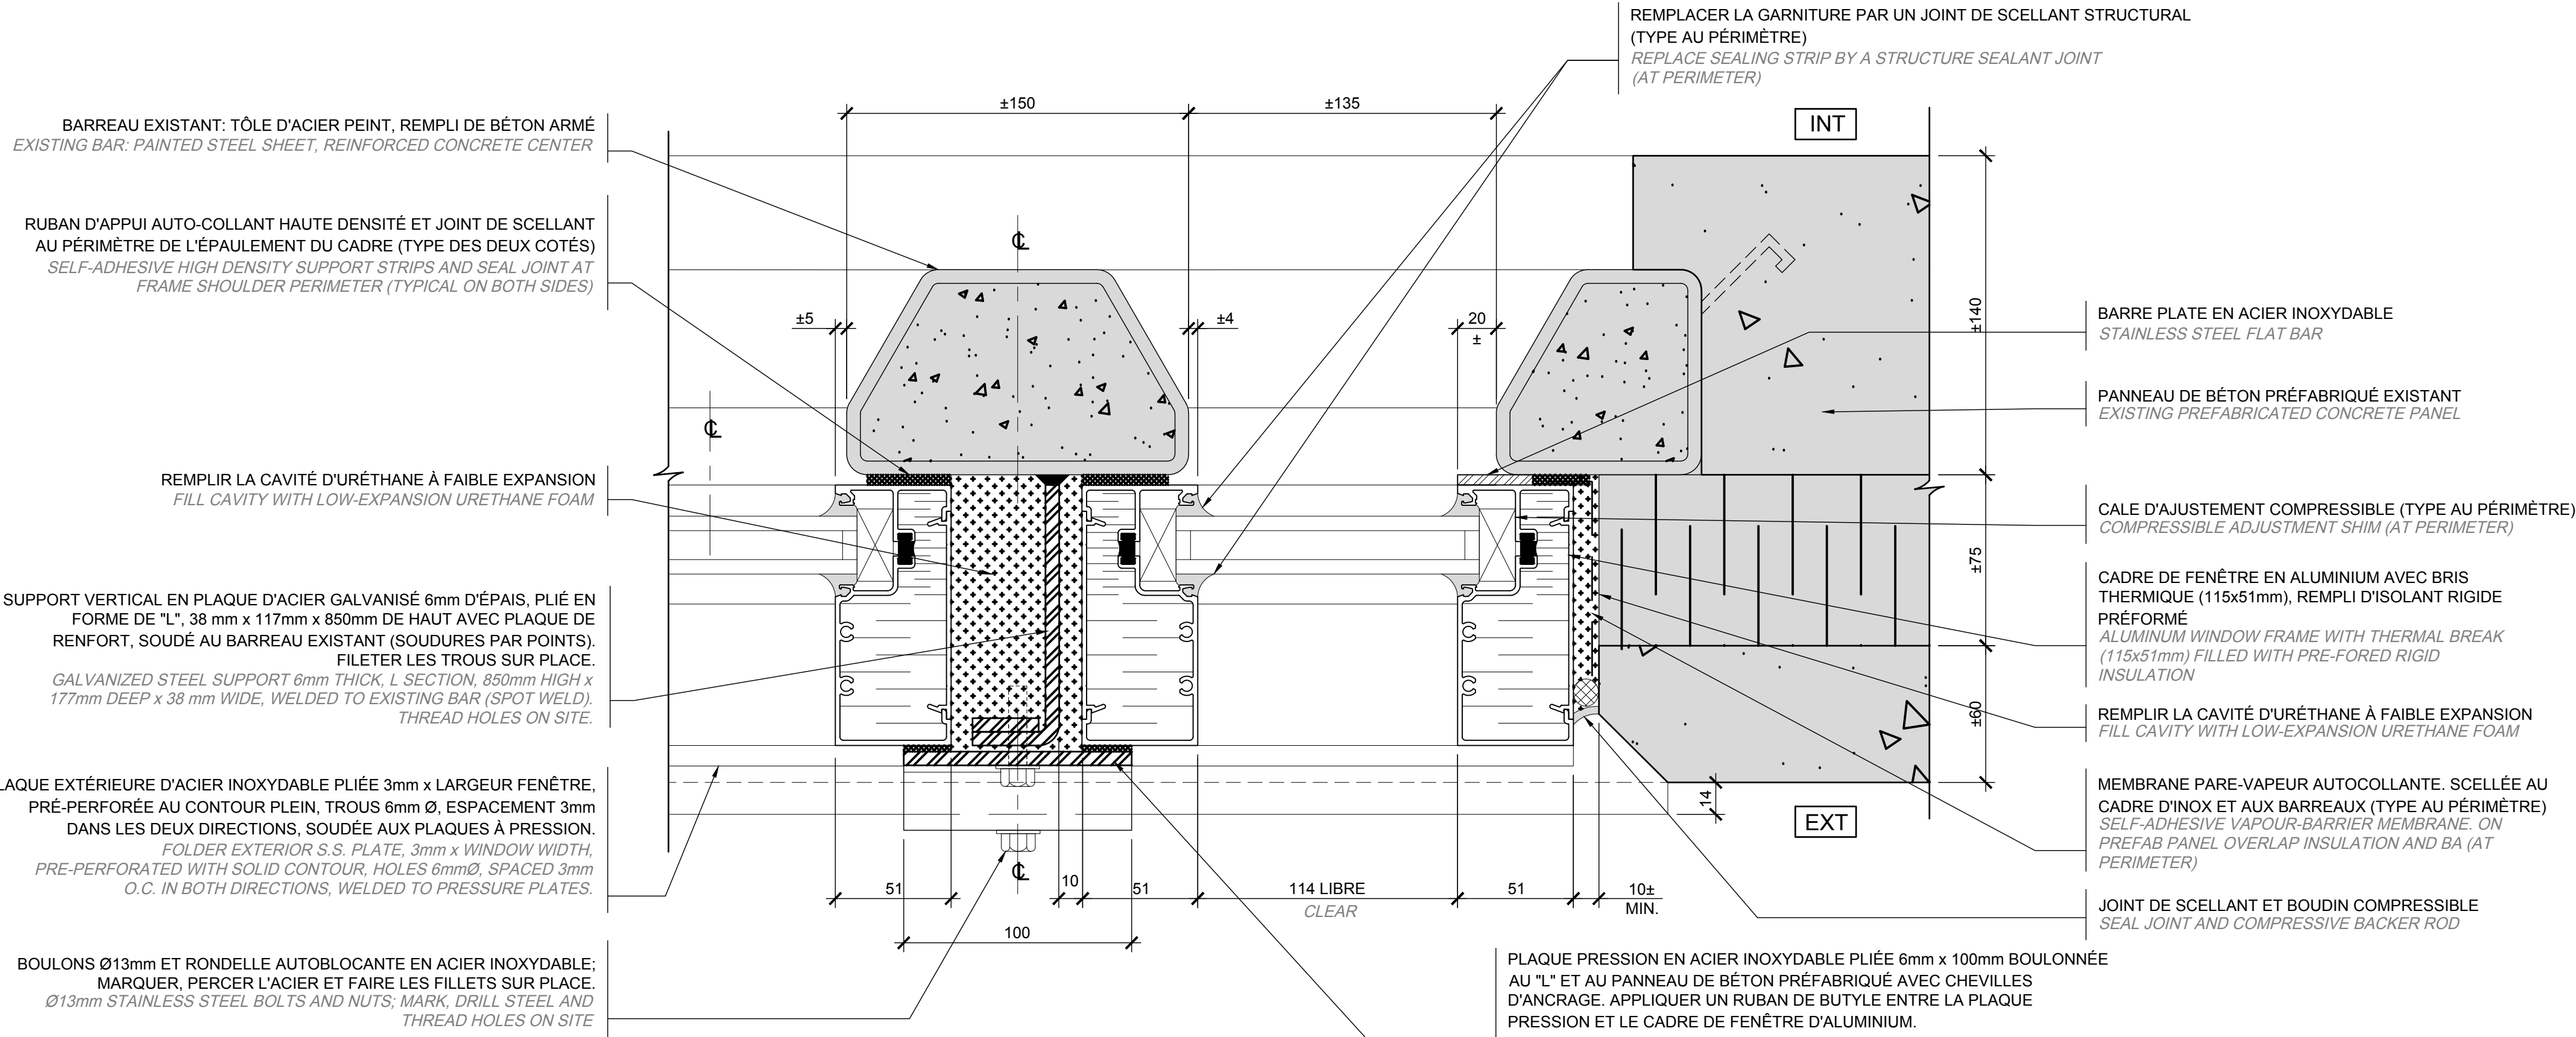 REMPLACER LA GARNITURE PAR UN JOINT DE SCELLANT STRUCTURAL
(TYPE AU PÉRIMÈTRE)
REPLACE SEALING STRIP BY A STRUCTURE SEALANT JOINT
(AT PERIMETER)
±150
±135
INT
BARREAU EXISTANT: TÔLE D'ACIER PEINT, REMPLI DE BÉTON ARMÉ
EXISTING BAR: PAINTED STEEL SHEET, REINFORCED CONCRETE CENTER
RUBAN D'APPUI AUTO-COLLANT HAUTE DENSITÉ ET JOINT DE SCELLANT
AU PÉRIMÈTRE DE L'ÉPAULEMENT DU CADRE (TYPE DES DEUX COTÉS)
SELF-ADHESIVE HIGH DENSITY SUPPORT STRIPS AND SEAL JOINT AT
FRAME SHOULDER PERIMETER (TYPICAL ON BOTH SIDES)
℄
±5
±4
20
±
±140
℄
REMPLIR LA CAVITÉ D'URÉTHANE À FAIBLE EXPANSION
FILL CAVITY WITH LOW-EXPANSION URETHANE FOAM
SUPPORT VERTICAL EN PLAQUE D'ACIER GALVANISÉ 6mm D'ÉPAIS, PLIÉ EN
FORME DE "L", 38 mm x 117mm x 850mm DE HAUT AVEC PLAQUE DE
RENFORT, SOUDÉ AU BARREAU EXISTANT (SOUDURES PAR POINTS).
FILETER LES TROUS SUR PLACE.
GALVANIZED STEEL SUPPORT 6mm THICK, L SECTION, 850mm HIGH x
177mm DEEP x 38 mm WIDE, WELDED TO EXISTING BAR (SPOT WELD).
THREAD HOLES ON SITE.
LAQUE EXTÉRIEURE D'ACIER INOXYDABLE PLIÉE 3mm x LARGEUR FENÊTRE,
PRÉ-PERFORÉE AU CONTOUR PLEIN, TROUS 6mm Ø, ESPACEMENT 3mm
DANS LES DEUX DIRECTIONS, SOUDÉE AUX PLAQUES À PRESSION.
FOLDER EXTERIOR S.S. PLATE, 3mm x WINDOW WIDTH,
PRE-PERFORATED WITH SOLID CONTOUR, HOLES 6mmØ, SPACED 3mm
O.C. IN BOTH DIRECTIONS, WELDED TO PRESSURE PLATES.
BOULONS Ø13mm ET RONDELLE AUTOBLOCANTE EN ACIER INOXYDABLE;
MARQUER, PERCER L'ACIER ET FAIRE LES FILLETS SUR PLACE.
Ø13mm STAINLESS STEEL BOLTS AND NUTS; MARK, DRILL STEEL AND
THREAD HOLES ON SITE
BARRE PLATE EN ACIER INOXYDABLE
STAINLESS STEEL FLAT BAR
PANNEAU DE BÉTON PRÉFABRIQUÉ EXISTANT
EXISTING PREFABRICATED CONCRETE PANEL
CALE D'AJUSTEMENT COMPRESSIBLE (TYPE AU PÉRIMÈTRE)
COMPRESSIBLE ADJUSTMENT SHIM (AT PERIMETER)
±75
CADRE DE FENÊTRE EN ALUMINIUM AVEC BRIS
THERMIQUE (115x51mm), REMPLI D'ISOLANT RIGIDE
PRÉFORMÉ
ALUMINUM WINDOW FRAME WITH THERMAL BREAK
(115x51mm) FILLED WITH PRE-FORED RIGID
INSULATION
±60
REMPLIR LA CAVITÉ D'URÉTHANE À FAIBLE EXPANSION
FILL CAVITY WITH LOW-EXPANSION URETHANE FOAM
MEMBRANE PARE-VAPEUR AUTOCOLLANTE. SCELLÉE AU
CADRE D'INOX ET AUX BARREAUX (TYPE AU PÉRIMÈTRE)
SELF-ADHESIVE VAPOUR-BARRIER MEMBRANE. ON
PREFAB PANEL OVERLAP INSULATION AND BA (AT
PERIMETER)
14
EXT
JOINT DE SCELLANT ET BOUDIN COMPRESSIBLE
SEAL JOINT AND COMPRESSIVE BACKER ROD
℄
51
10
51
114 LIBRE
CLEAR
51
10±
MIN.
100
PLAQUE PRESSION EN ACIER INOXYDABLE PLIÉE 6mm x 100mm BOULONNÉE
AU "L" ET AU PANNEAU DE BÉTON PRÉFABRIQUÉ AVEC CHEVILLES
D'ANCRAGE. APPLIQUER UN RUBAN DE BUTYLE ENTRE LA PLAQUE
PRESSION ET LE CADRE DE FENÊTRE D'ALUMINIUM.